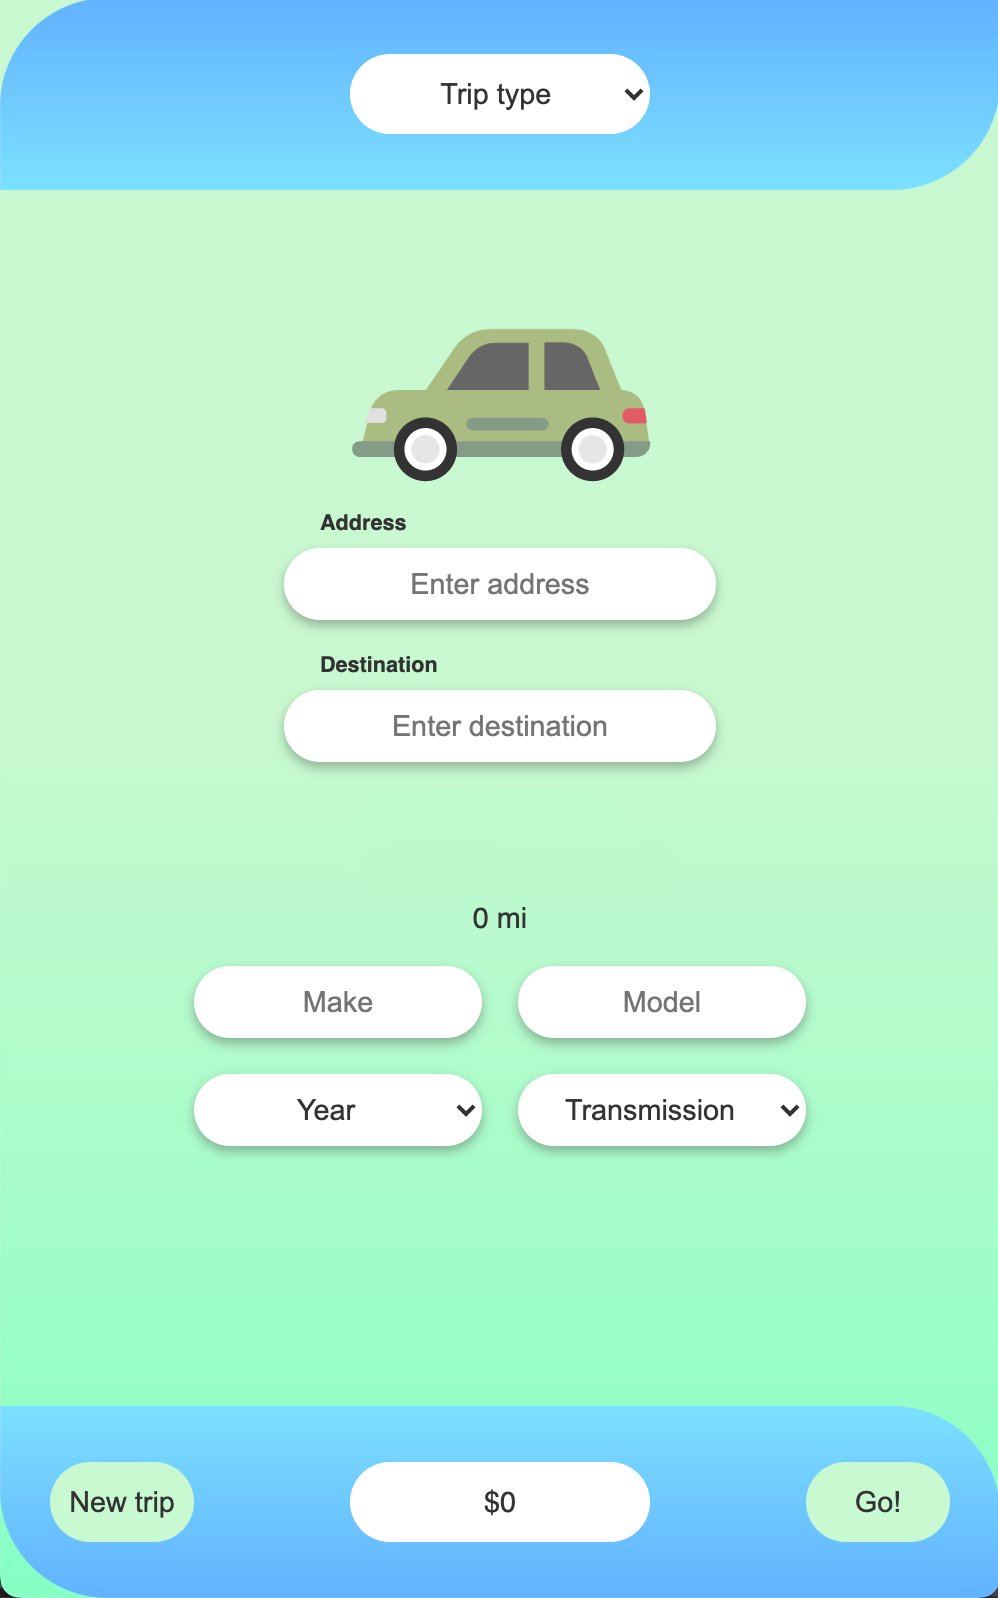 Trip type
Address
Enter address
Destination
Enter destination
0 mi
Make
Model
Year
Transmission
New trip
$0
Go!